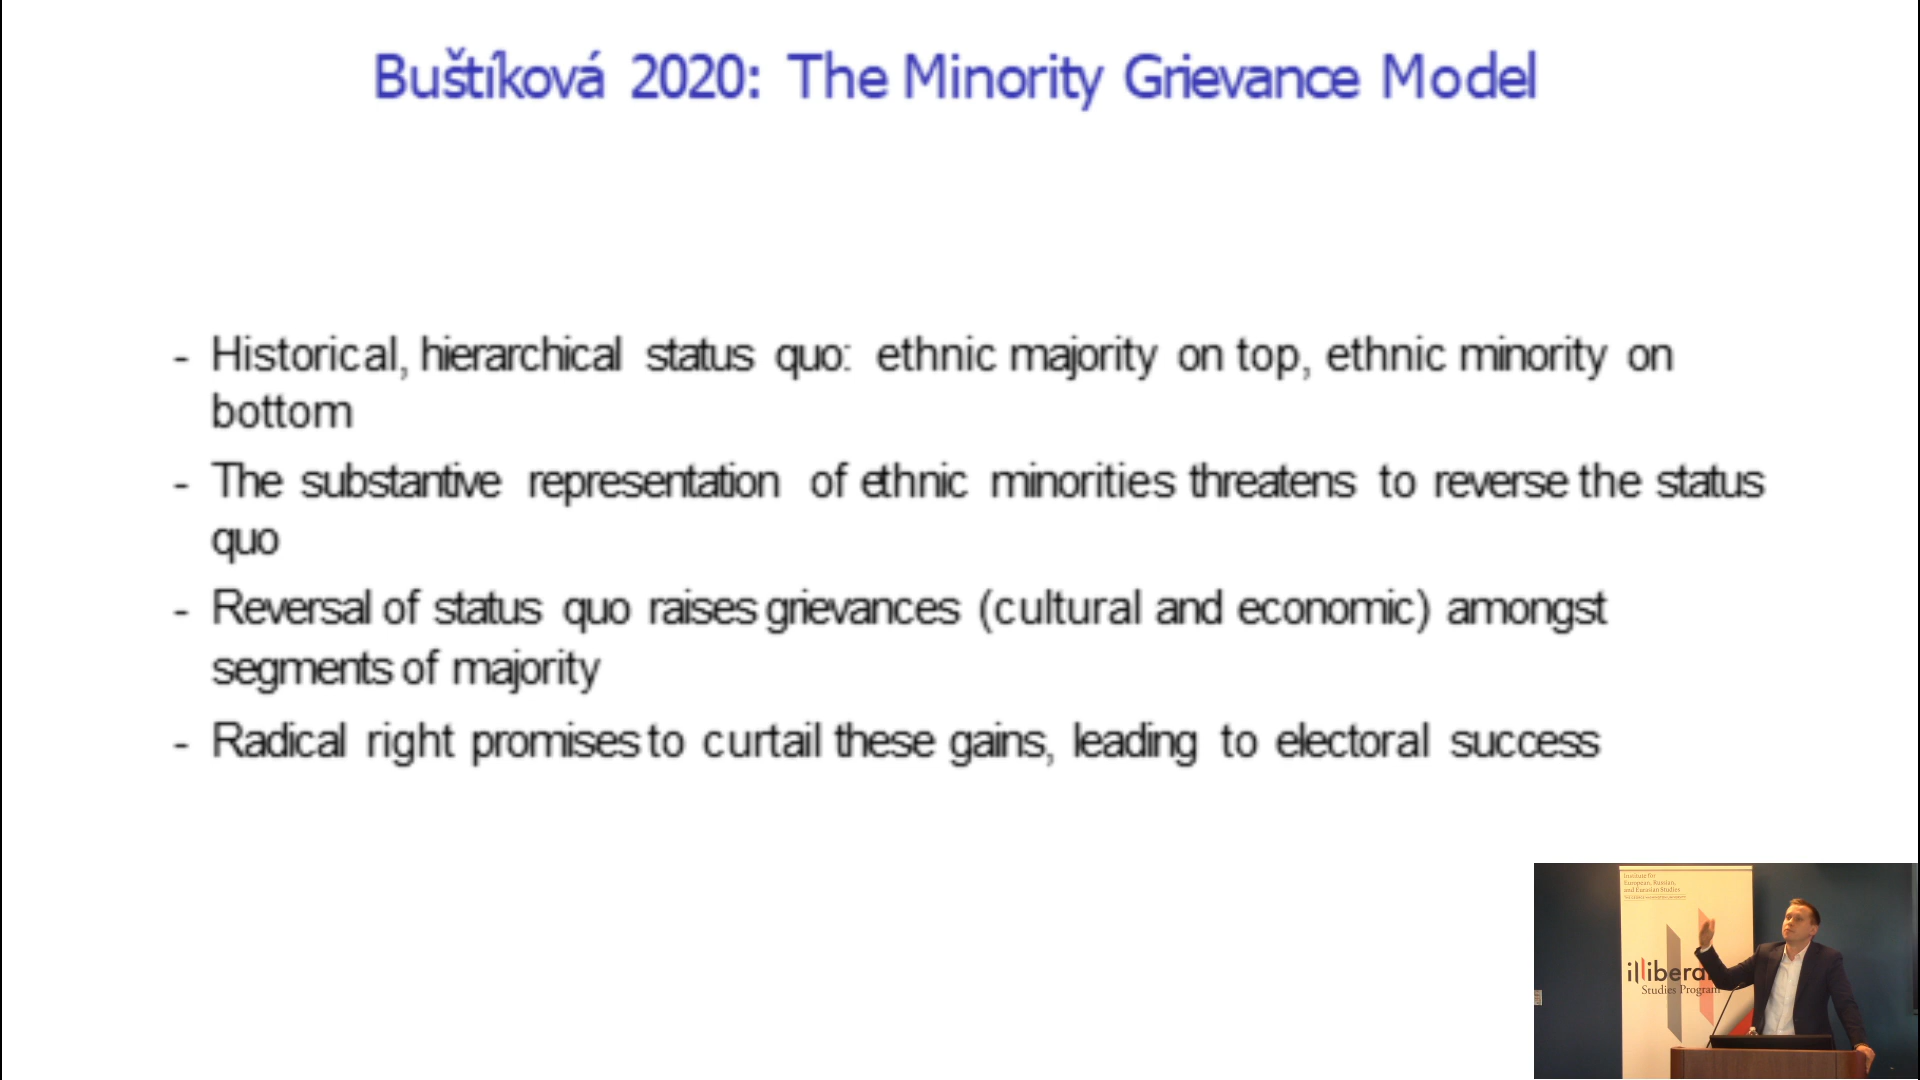 Buštíková 2020: The Minority Grievance Model
- Historical, hierarchical status quo: ethnic majority on top, ethnic minority on
bottom
- The substantive representation of ethnic minorities threatens to reverse the status
quo
- Reversal of status quo raises grievances (cultural and economic) amongst
segments of majority
- Radical right promises to curtail these gains, leading to electoral success
Institute for
European, Russian,
and Eurasian Studies
illibera
Studies Program